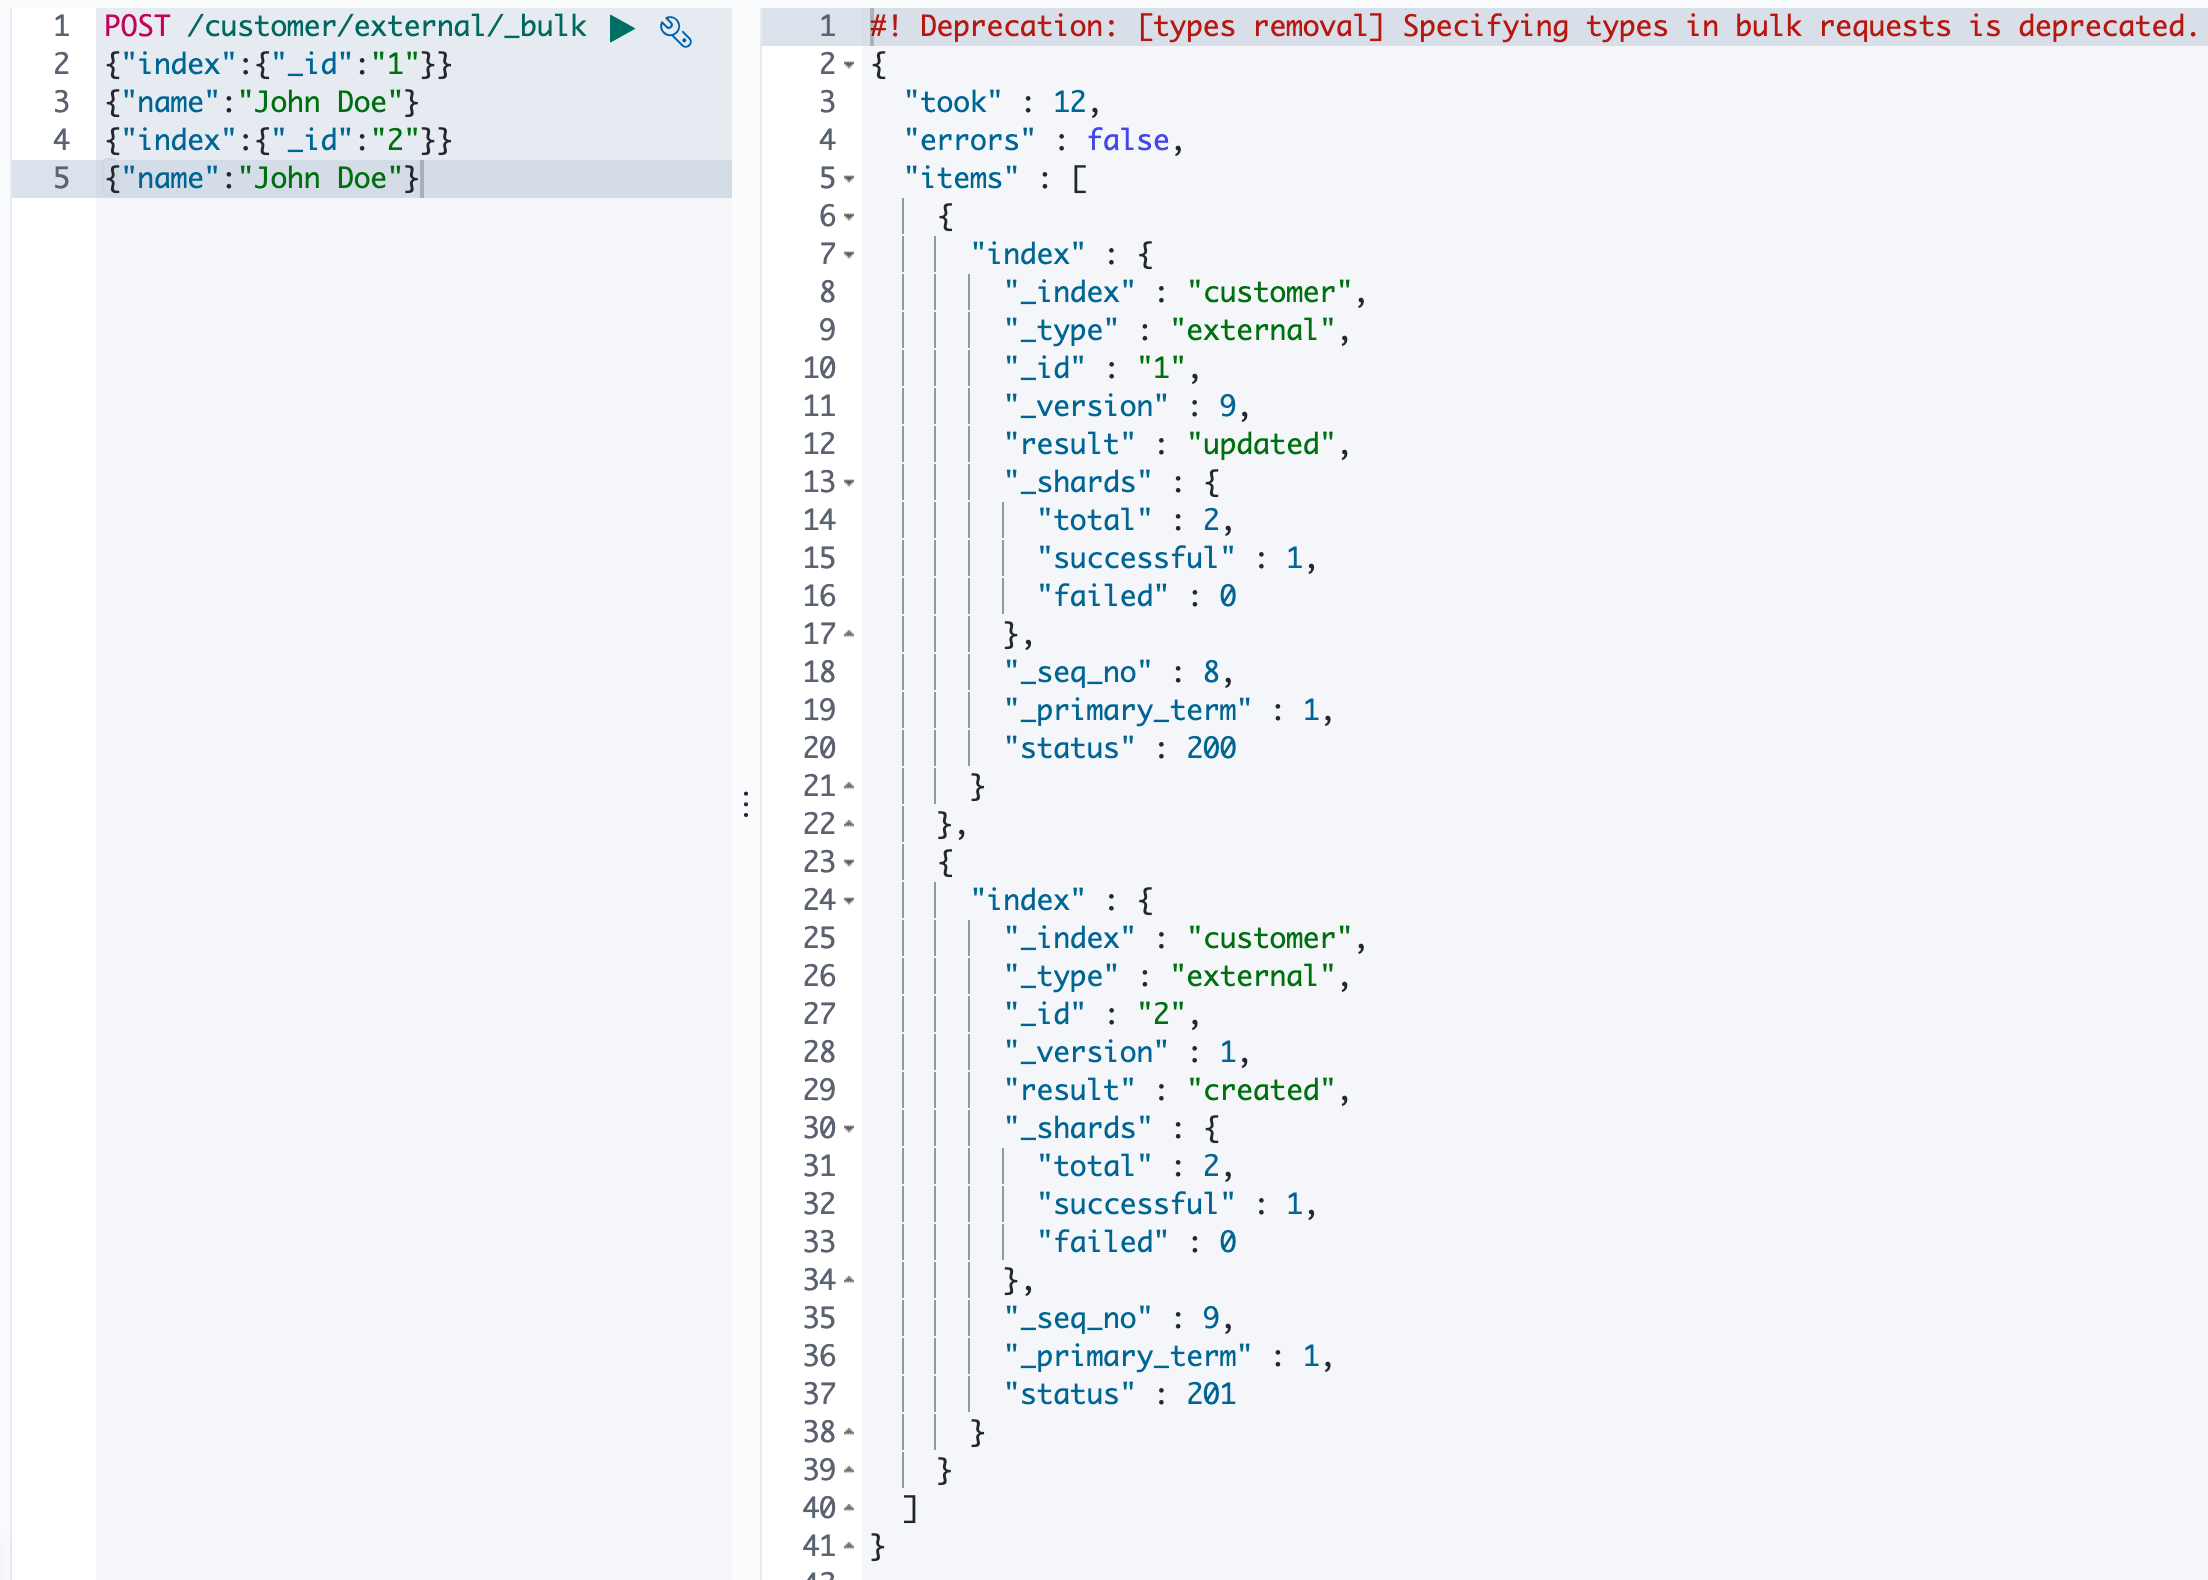 1 POST /customer/external/_bulk
2 {"index":{"_id":"1"}}
3 {"name":"John Doe"}
4 {"index":{"_id":"2"}}
5 {"name":"John Doe"}
1 #! Deprecation: [types removal] Specifying types in bulk requests is deprecated.
2 {
3 "took" : 12,
4 "errors" : false,
5 "items" : [
6 {
7 "index" : {
8 "_index" : "customer",
9 "_type" : "external",
10 "_id" : "1",
11 "_version" : 9,
12 "result" : "updated",
13 "_shards" : {
14 "total" : 2,
15 "successful" : 1,
16 "failed" : 0
17 },
18 "_seq_no" : 8,
19 "_primary_term" : 1,
20 "status" : 200
21 }
22 },
23 {
24 "index" : {
25 "_index" : "customer",
26 "_type" : "external",
27 "_id" : "2",
28 "_version" : 1,
29 "result" : "created",
30 "_shards" : {
31 "total" : 2,
32 "successful" : 1,
33 "failed" : 0
34 },
35 "_seq_no" : 9,
36 "_primary_term" : 1,
37 "status" : 201
38 }
39 }
40 ]
41 }